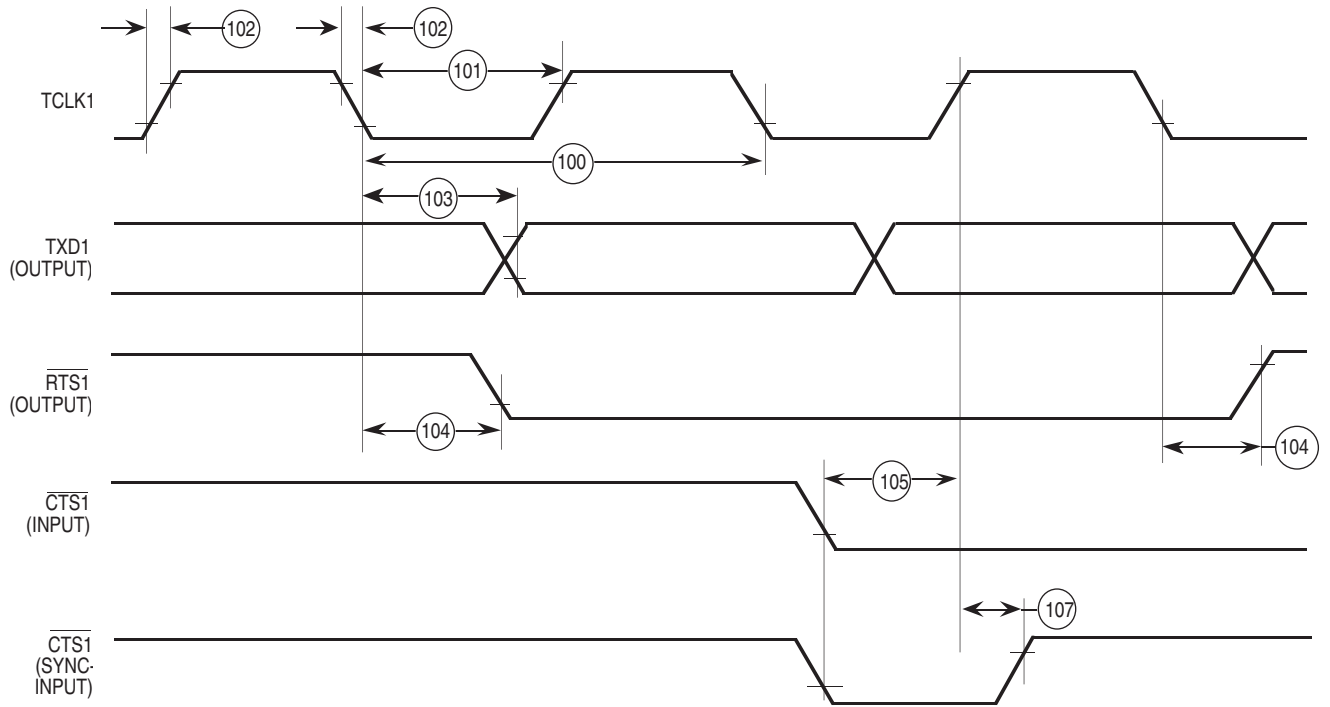 102
102
101
TCLK1
100
103
TXD1
(OUTPUT)
RTS1
(OUTPUT)
104
104
105
CTS1
(INPUT)
107
CTS1
(SYNC-
INPUT)